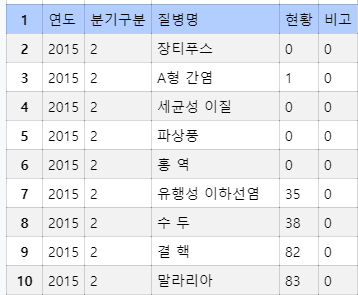 1 연도 분기구분 질병명 현황 비고
2 2015 2 장티푸스 0 0
3 2015 2 A형 간염 1 0
4 2015 2 세균성 이질 0 0
5 2015 2 파상풍 0 0
6 2015 2 홍 역 0 0
7 2015 2 유행성 이하선염 35 0
8 2015 2 수 두 38 0
9 2015 2 결 핵 82 0
10 2015 2 말라리아 83 0